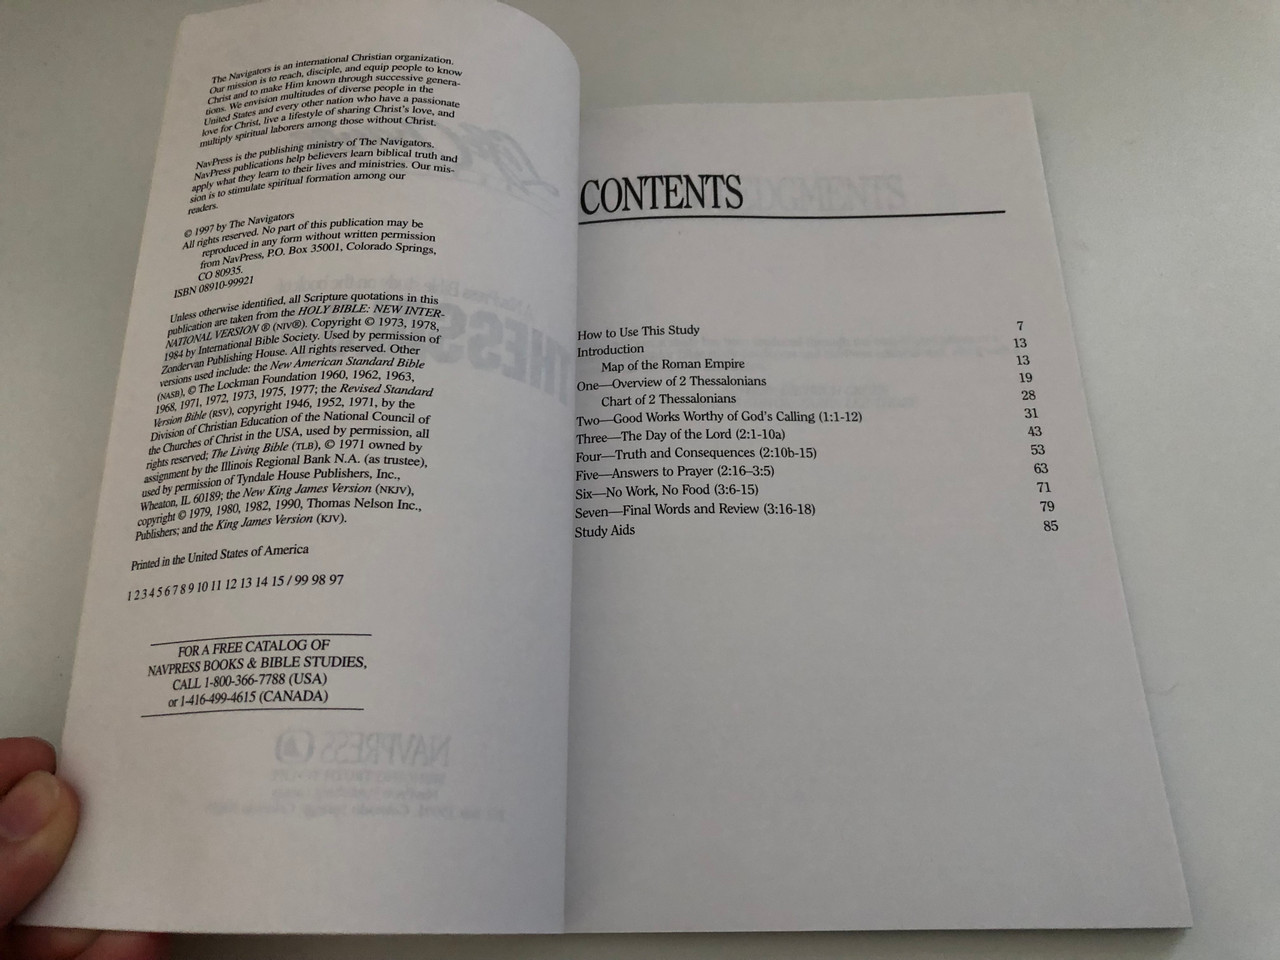 The Navigators is an international Christian organization.
Our mission is to reach, disciple, and equip people to know
Christ and to make Him known through successive genera-
tions. We envision multitudes of diverse people in the
United States and every other nation who have a passionate
love for Christ, live a lifestyle of sharing Christ's love, and
multiply spiritual laborers among those without Christ.
NavPress is the publishing ministry of The Navigators.
NavPress publications help believers learn biblical truth and
apply what they learn to their lives and ministries. Our mis-
sion is to stimulate spiritual formation among our
readers.
© 1997 by The Navigators
All rights reserved. No part of this publication may be
reproduced in any form without written permission
from NavPress, P.O. Box 35001, Colorado Springs,
CO 80935.
ISBN 08910-99921
Unless otherwise identified, all Scripture quotations in this
publication are taken from the HOLY BIBLE: NEW INTER-
NATIONAL VERSION ® (NIV®). Copyright © 1973, 1978,
1984 by International Bible Society. Used by permission of
Zondervan Publishing House. All rights reserved. Other
versions used include: the New American Standard Bible
(NASB), © The Lockman Foundation 1960, 1962, 1963,
1968, 1971, 1972, 1973, 1975, 1977; the Revised Standard
Version Bible (RSV), copyright 1946, 1952, 1971, by the
Division of Christian Education of the National Council of
the Churches of Christ in the USA, used by permission, all
rights reserved; The Living Bible (TLB), © 1971 owned by
assignment by the Illinois Regional Bank N.A. (as trustee),
used by permission of Tyndale House Publishers, Inc.,
Wheaton, IL 60189; the New King James Version (NKJV),
copyright © 1979, 1980, 1982, 1990, Thomas Nelson Inc.,
Publishers; and the King James Version (KJV).
Printed in the United States of America
1 2 3 4 5 6 7 8 9 10 11 12 13 14 15 / 99 98 97
FOR A FREE CATALOG OF
NAVPRESS BOOKS & BIBLE STUDIES,
CALL 1-800-366-7788 (USA)
or 1-416-499-4615 (CANADA)
CONTENTS
How to Use This Study 7
Introduction 13
Map of the Roman Empire 13
One—Overview of 2 Thessalonians 19
Chart of 2 Thessalonians 28
Two—Good Works Worthy of God's Calling (1:1-12) 31
Three—The Day of the Lord (2:1-10a) 43
Four—Truth and Consequences (2:10b-15) 53
Five—Answers to Prayer (2:16–3:5) 63
Six—No Work, No Food (3:6-15) 71
Seven—Final Words and Review (3:16-18) 79
Study Aids 85